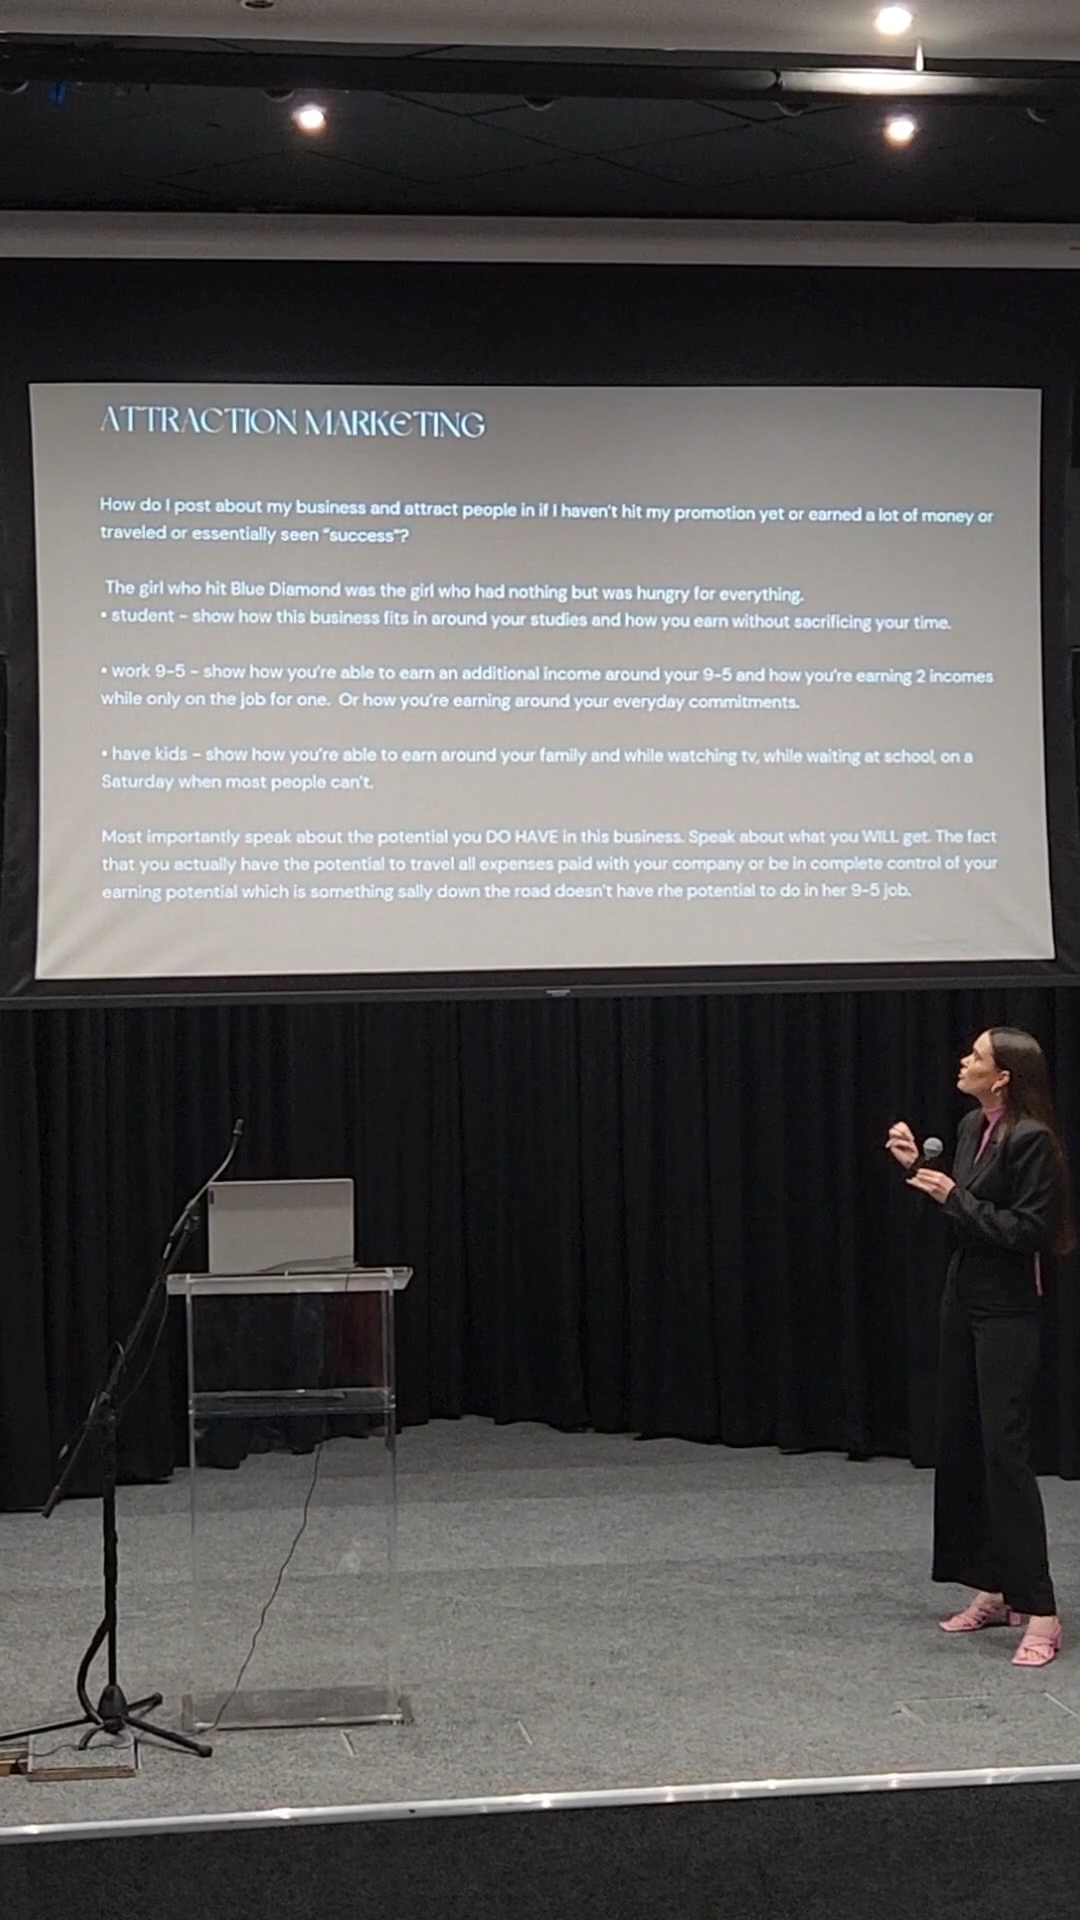 ATTRACTION MARKETING
How do I post about my business and attract people in if I haven't hit my promotion yet or earned a lot of money or
traveled or essentially seen "success"?
The girl who hit Blue Diamond was the girl who had nothing but was hungry for everything.
• student - show how this business fits in around your studies and how you earn without sacrificing your time.
• work 9-5 - show how you're able to earn an additional income around your 9-5 and how you're earning 2 incomes
while only on the job for one. Or how you're earning around your everyday commitments.
• have kids - show how you're able to earn around your family and while watching tv, while waiting at school, on a
Saturday when most people can't.
Most importantly speak about the potential you DO HAVE in this business. Speak about what you WILL get. The fact
that you actually have the potential to travel all expenses paid with your company or be in complete control of your
earning potential which is something sally down the road doesn't have rhe potential to do in her 9-5 job.